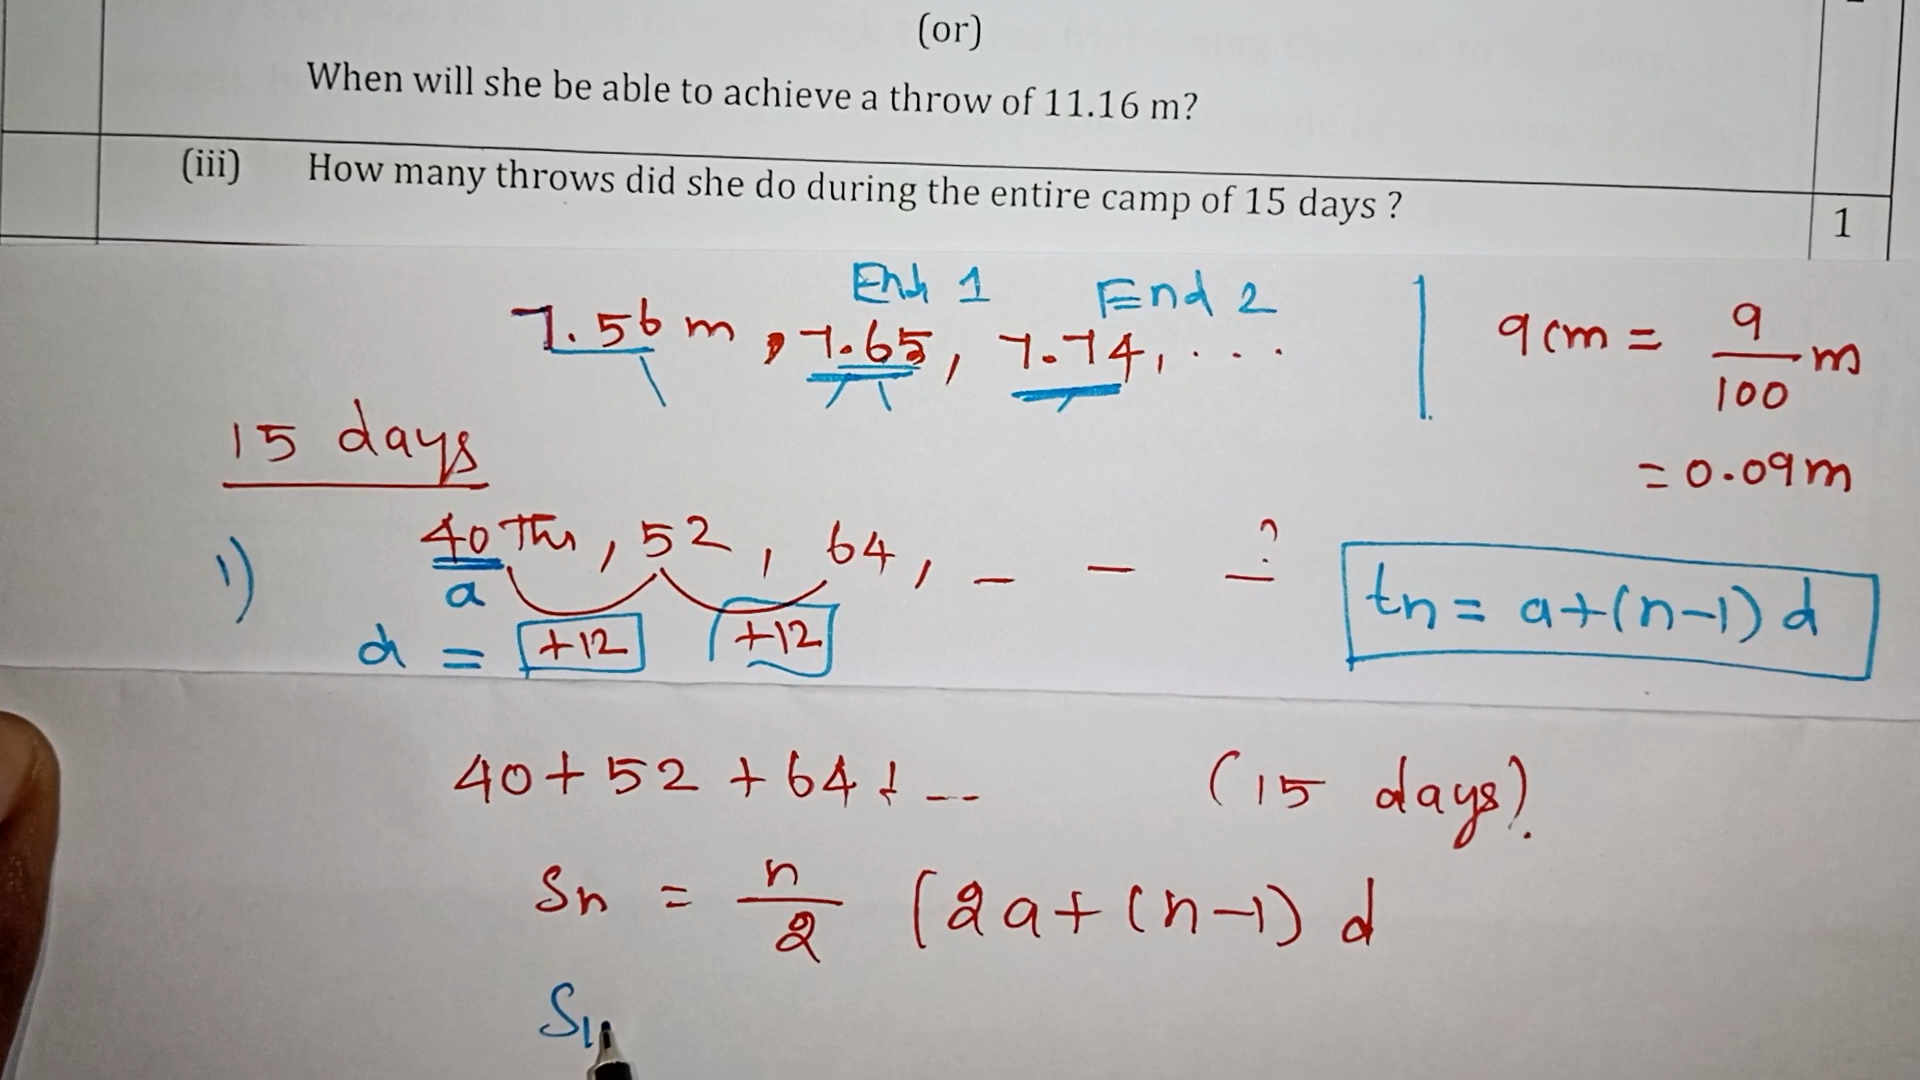 (or)
When will she be able to achieve a throw of 11.16 m?
(iii) How many throws did she do during the entire camp of 15 days ?
1
End 1 End 2
7.56 m , 7.65 , 7.74 , . . .
9 cm = 9/100 m
= 0.09 m
15 days
1) 40 Thr , 52 , 64 , _ _ _ ?
a
d = +12 +12
tn = a+(n-1) d
40 + 52 + 64 + -- (15 days).
Sn = n/2 (2a + (n-1) d
S1